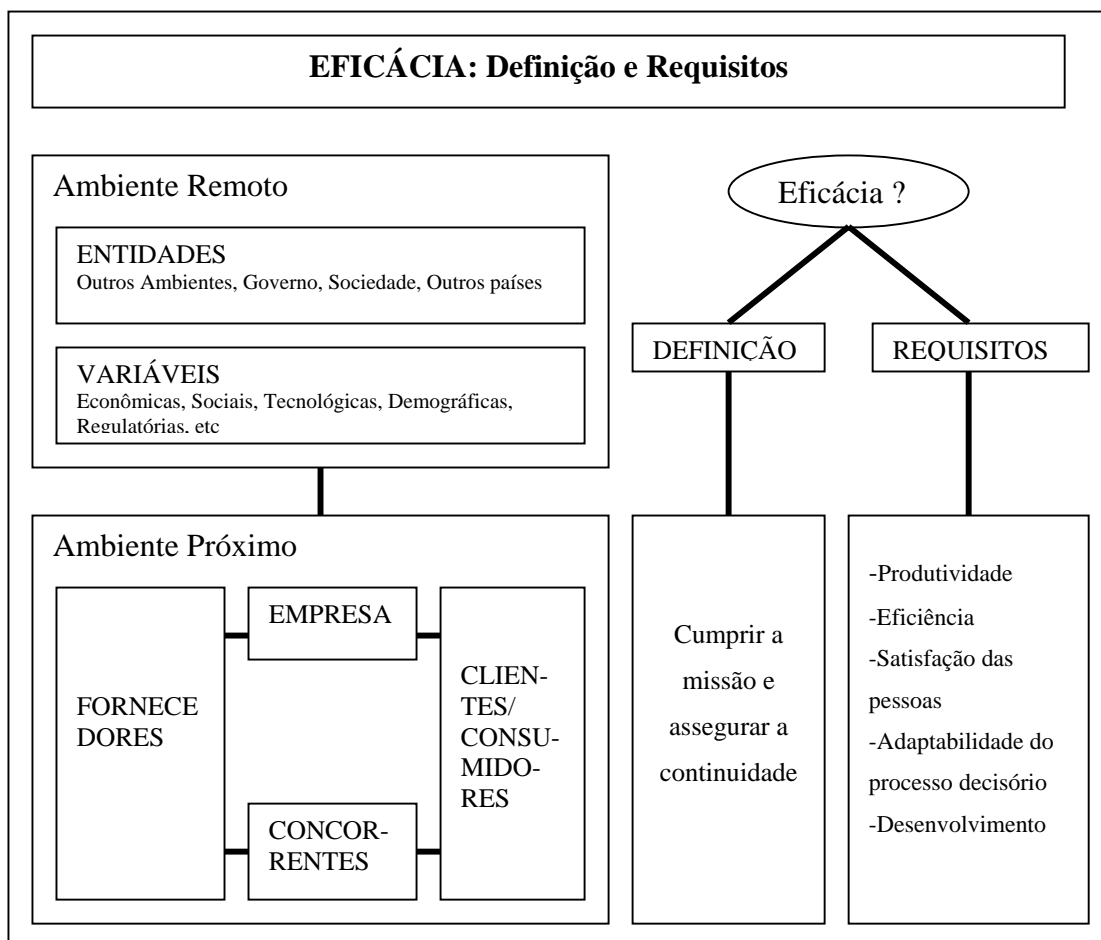 EFICÁCIA: Definição e Requisitos
Ambiente Remoto
ENTIDADES
Outros Ambientes, Governo, Sociedade, Outros países
VARIÁVEIS
Econômicas, Sociais, Tecnológicas, Demográficas,
Regulatórias, etc
Ambiente Próximo
FORNECE
DORES
EMPRESA
CONCOR-
RENTES
CLIEN-
TES/
CONSU-
MIDO-
RES
Eficácia ?
DEFINIÇÃO
Cumprir a
missão e
assegurar a
continuidade
REQUISITOS
-Produtividade
-Eficiência
-Satisfação das
pessoas
-Adaptabilidade do
processo decisório
-Desenvolvimento